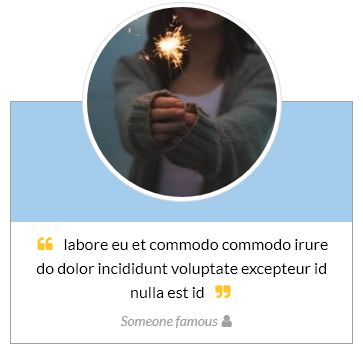 ❝ labore eu et commodo commodo irure
do dolor incididunt voluptate excepteur id
nulla est id ❞
Someone famous